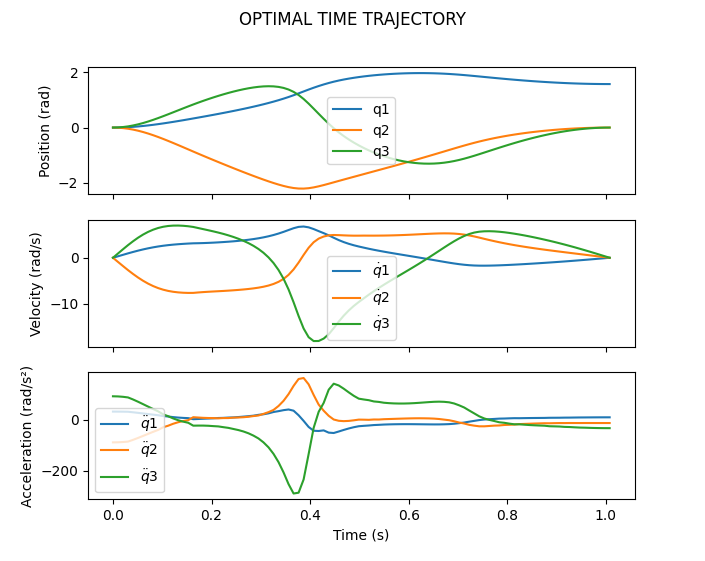 OPTIMAL TIME TRAJECTORY
Position (rad)
2
0
−2
q1
q2
q3
Velocity (rad/s)
0
−10
q̇1
q̇2
q̇3
Acceleration (rad/s²)
0
−200
q̈1
q̈2
q̈3
0.0 0.2 0.4 0.6 0.8 1.0
Time (s)